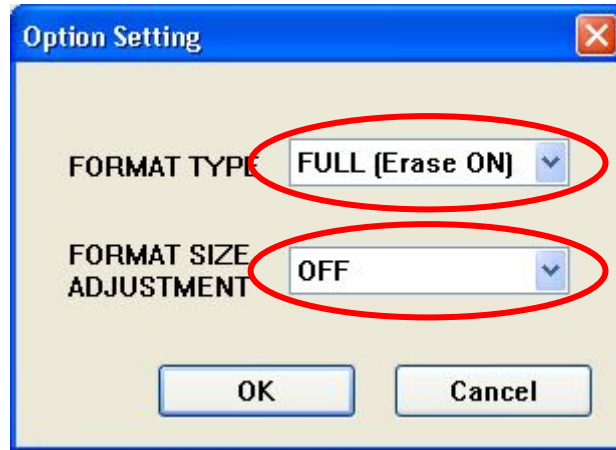 Option Setting
FORMAT TYPE
FULL (Erase ON)
FORMAT SIZE
ADJUSTMENT
OFF
OK
Cancel